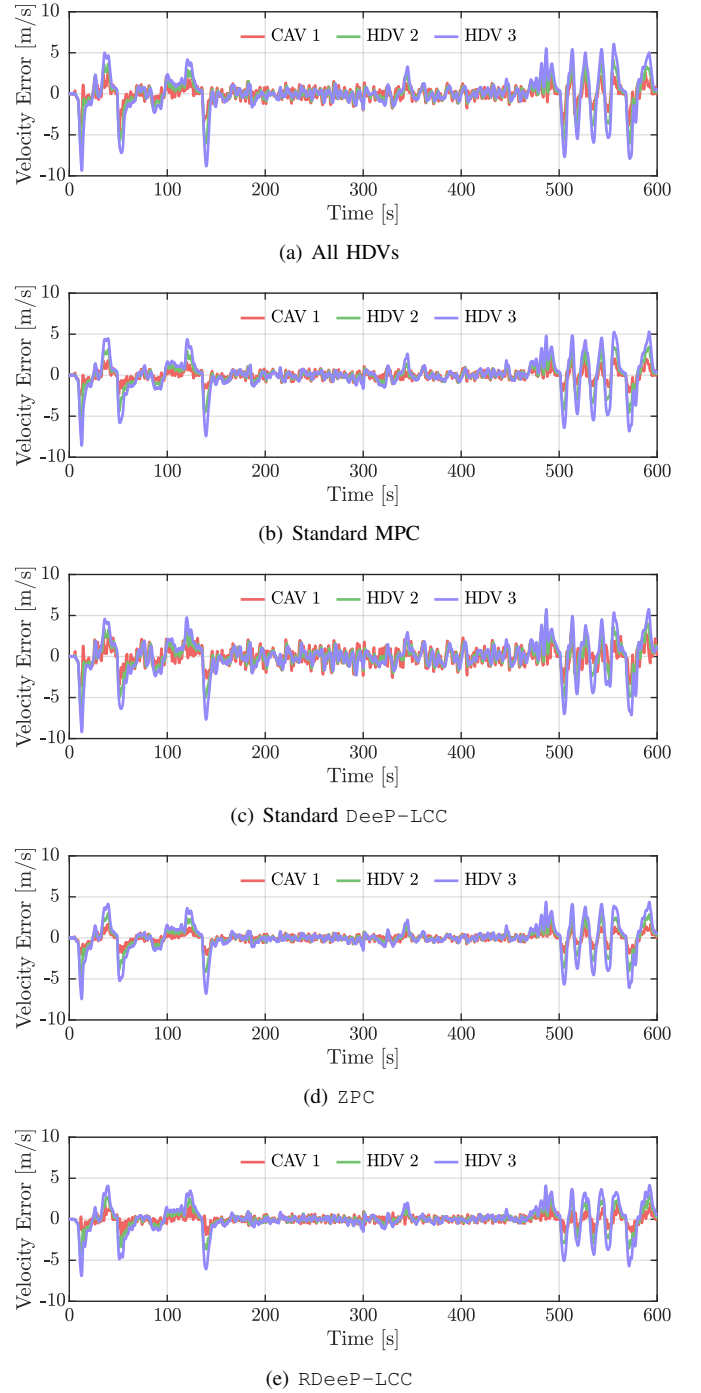 10
5
0
-5
-10
Velocity Error [m/s]
CAV 1 HDV 2 HDV 3
0 100 200 300 400 500 600
Time [s]
(a) All HDVs
10
5
0
-5
-10
Velocity Error [m/s]
CAV 1 HDV 2 HDV 3
0 100 200 300 400 500 600
Time [s]
(b) Standard MPC
10
5
0
-5
-10
Velocity Error [m/s]
CAV 1 HDV 2 HDV 3
0 100 200 300 400 500 600
Time [s]
(c) Standard DeeP-LCC
10
5
0
-5
-10
Velocity Error [m/s]
CAV 1 HDV 2 HDV 3
0 100 200 300 400 500 600
Time [s]
(d) ZPC
10
5
0
-5
-10
Velocity Error [m/s]
CAV 1 HDV 2 HDV 3
0 100 200 300 400 500 600
Time [s]
(e) RDeeP-LCC